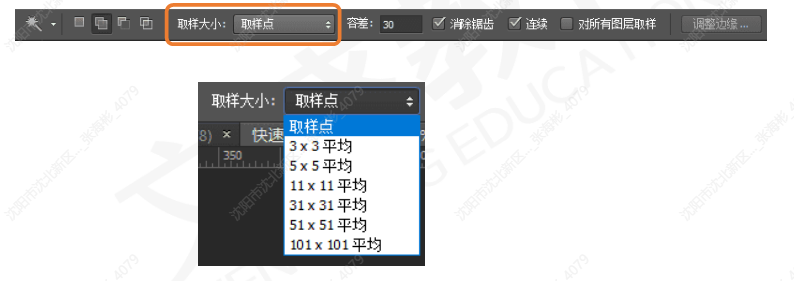 取样大小: 取样点 容差: 30 消除锯齿 连续 对所有图层取样 调整边缘...
取样大小: 取样点
8) × 快速
350
取样点
3 x 3 平均
5 x 5 平均
11 x 11 平均
31 x 31 平均
51 x 51 平均
101 x 101 平均